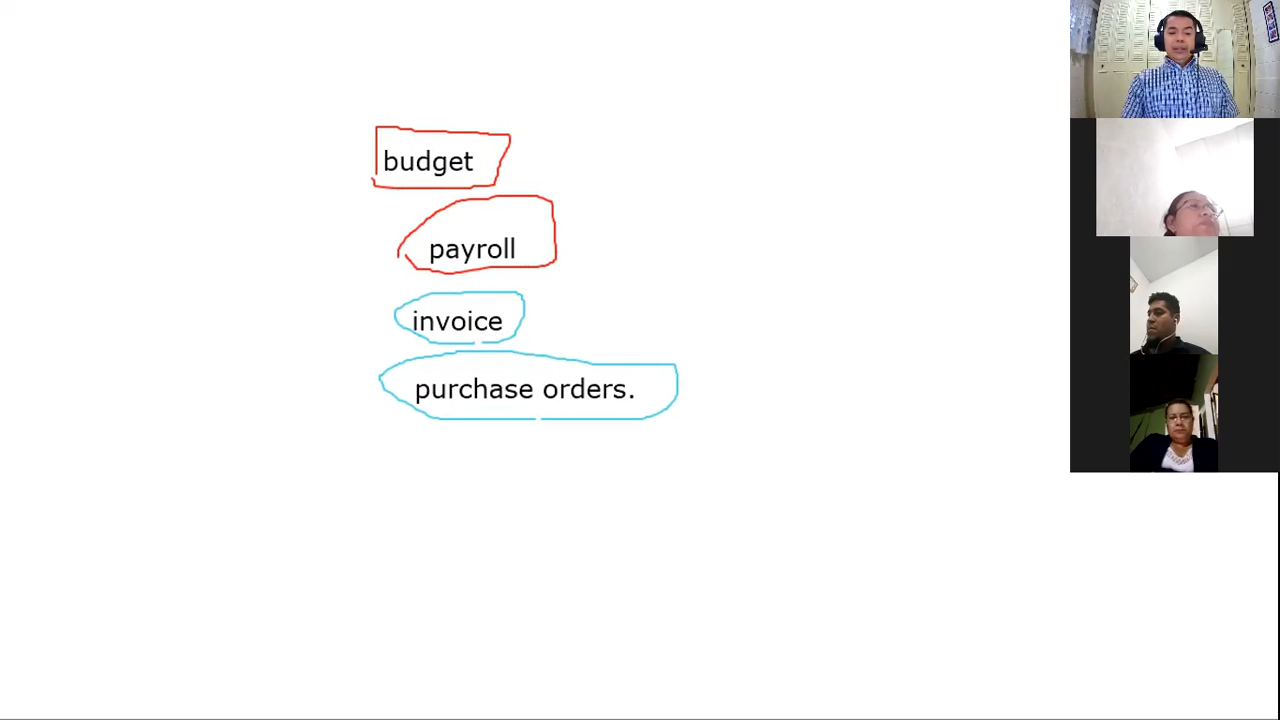 budget
payroll
invoice
purchase orders.